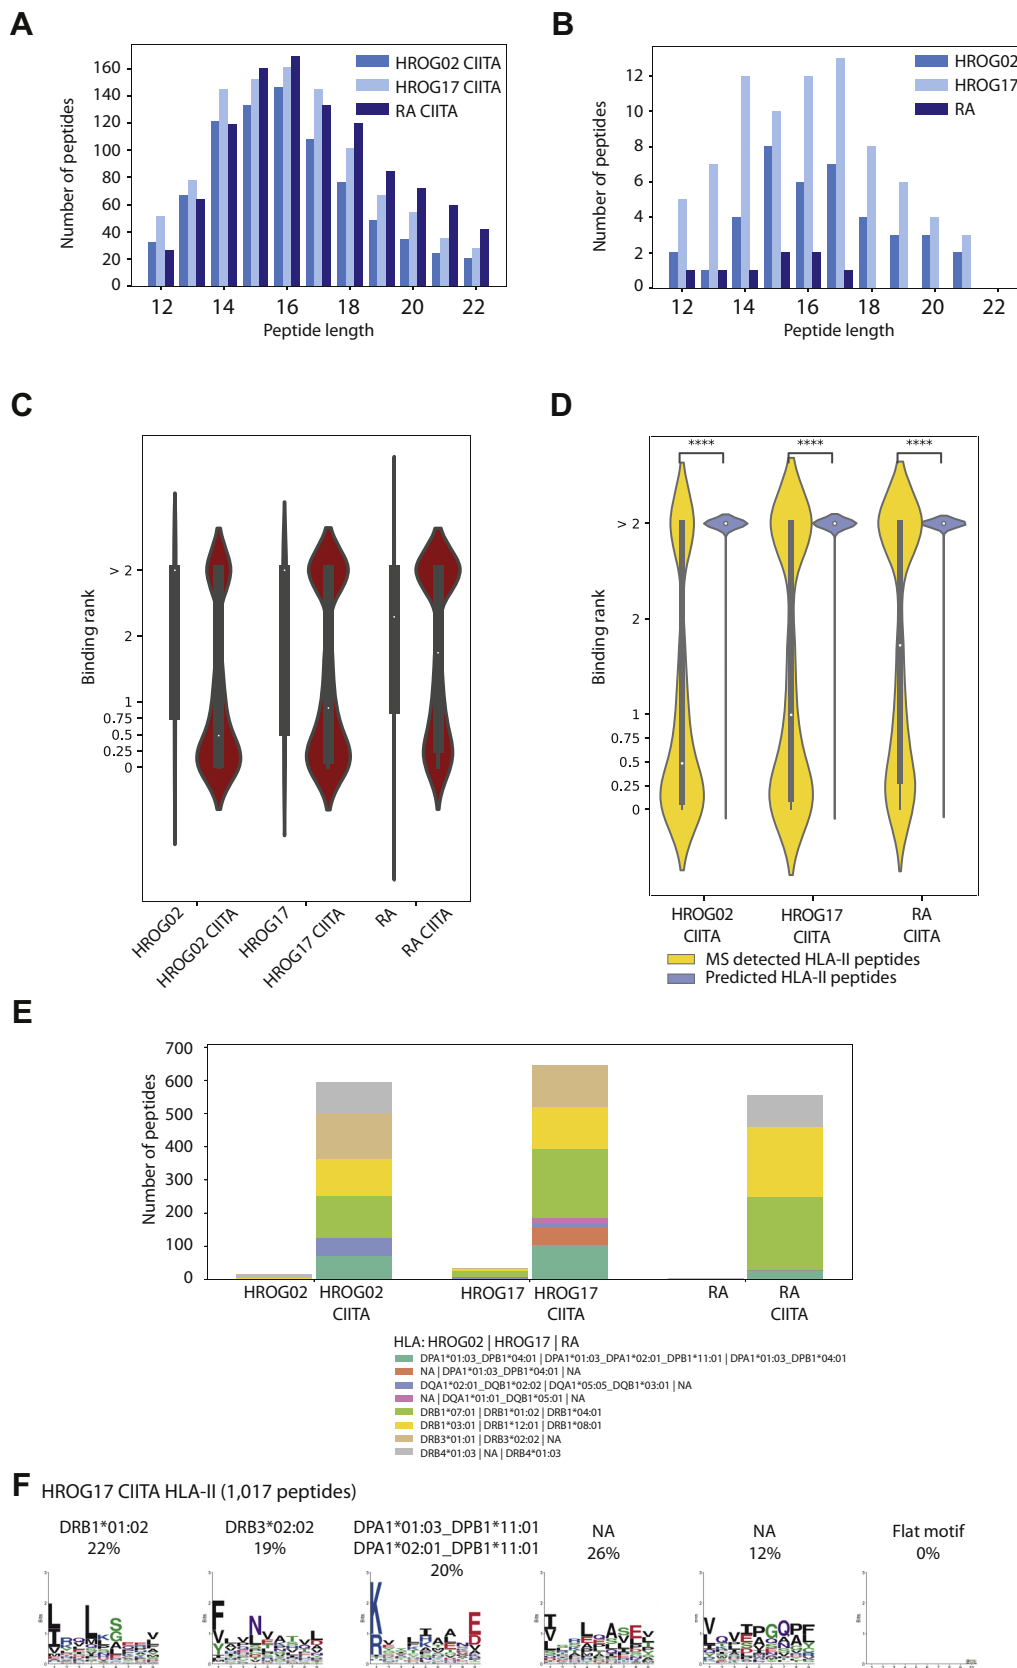 A
HROG02 CIITA
HROG17 CIITA
RA CIITA
160
140
120
100
80
60
40
20
0
Number of peptides
12 14 16 18 20 22
Peptide length
B
HROG02
HROG17
RA
12
10
8
6
4
2
0
Number of peptides
12 14 16 18 20 22
Peptide length
C
Binding rank
> 2
2
1
0.75
0.5
0.25
0
HROG02
HROG02 CIITA
HROG17
HROG17 CIITA
RA
RA CIITA
D
**** **** ****
Binding rank
> 2
2
1
0.75
0.5
0.25
0
HROG02 CIITA
HROG17 CIITA
RA CIITA
MS detected HLA-II peptides
Predicted HLA-II peptides
E
Number of peptides
700
600
500
400
300
200
100
0
HROG02
HROG02 CIITA
HROG17
HROG17 CIITA
RA
RA CIITA
HLA: HROG02 | HROG17 | RA
DPA1*01:03_DPB1*04:01 | DPA1*01:03_DPA1*02:01_DPB1*11:01 | DPA1*01:03_DPB1*04:01
NA | DPA1*01:03_DPB1*04:01 | NA
DQA1*02:01_DQB1*02:02 | DQA1*05:05_DQB1*03:01 | NA
NA | DQA1*01:01_DQB1*05:01 | NA
DRB1*07:01 | DRB1*01:02 | DRB1*04:01
DRB1*03:01 | DRB1*12:01 | DRB1*08:01
DRB3*01:01 | DRB3*02:02 | NA
DRB4*01:03 | NA | DRB4*01:03
F HROG17 CIITA HLA-II (1,017 peptides)
DRB1*01:02
22%
DRB3*02:02
19%
DPA1*01:03_DPB1*11:01
DPA1*02:01_DPB1*11:01
20%
NA
26%
NA
12%
Flat motif
0%